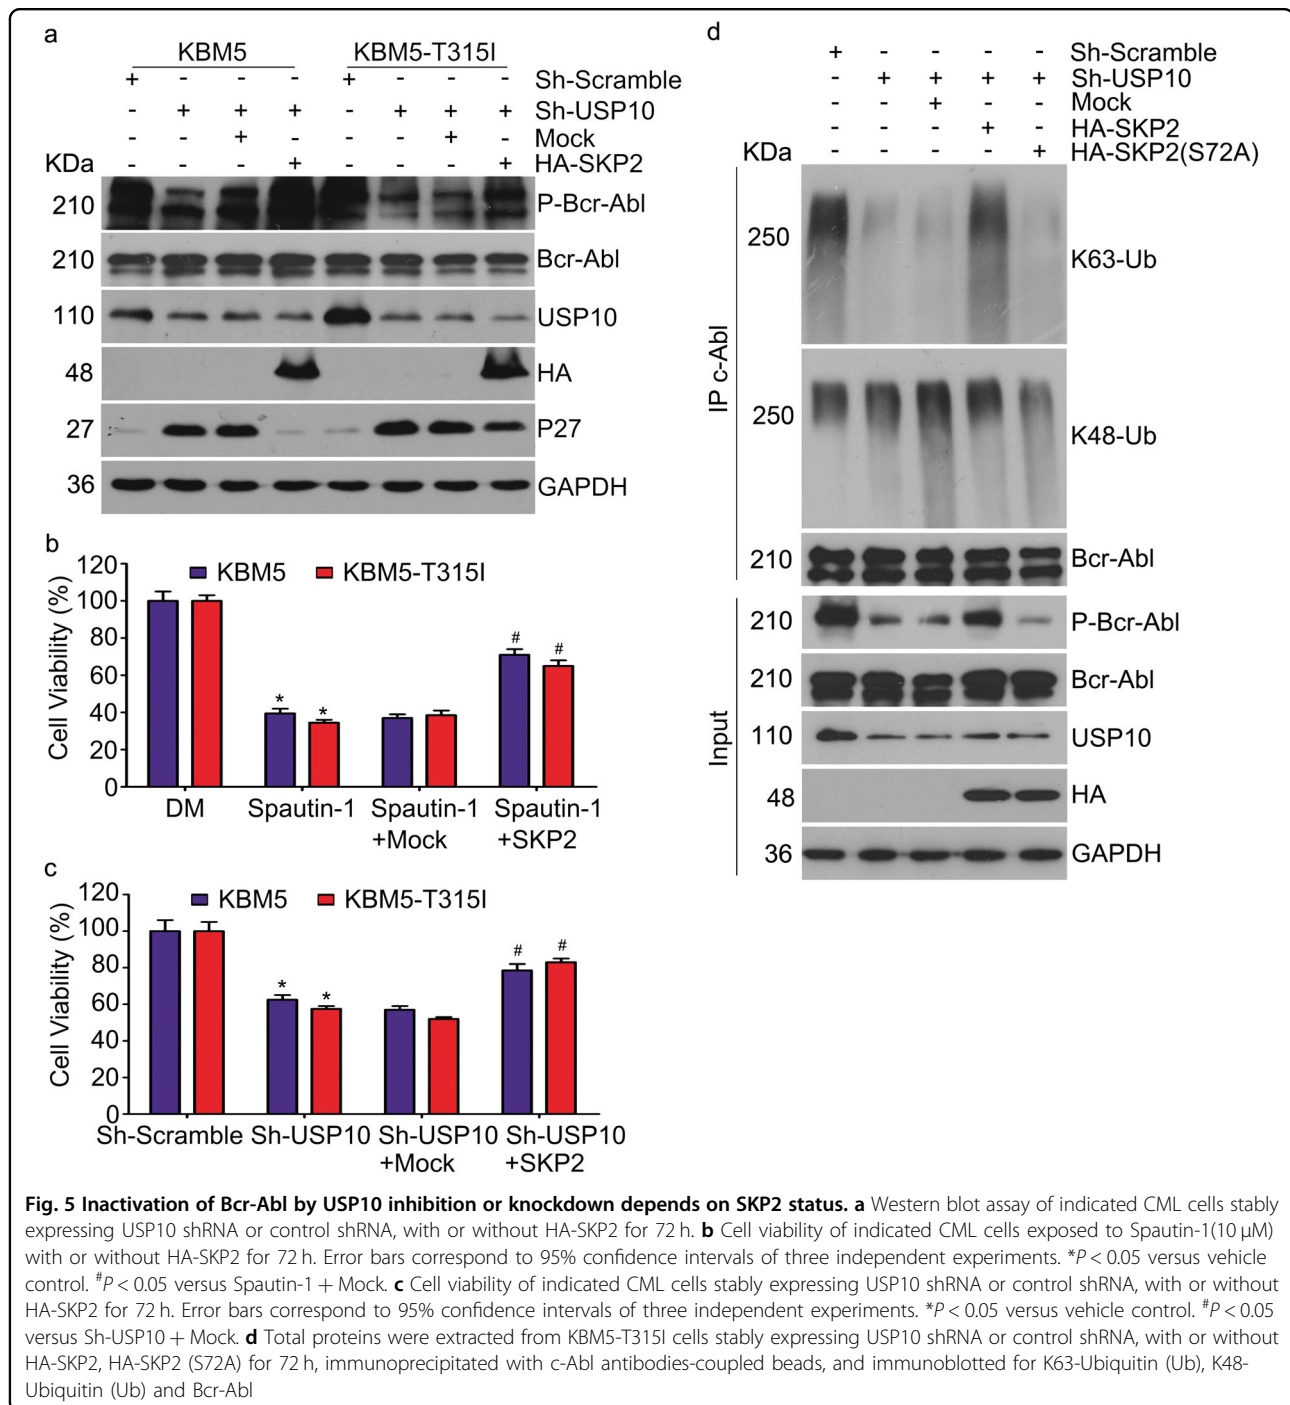 a
KBM5 KBM5-T315I
+ - - - + - - - Sh-Scramble
- + + + - + + + Sh-USP10
- - + - - - + - Mock
KDa - - - + - - - + HA-SKP2
210 P-Bcr-Abl
210 Bcr-Abl
110 USP10
48 HA
27 P27
36 GAPDH
b
120
100
80
60
40
20
0
Cell Viability (%)
KBM5 KBM5-T315I
* * # #
DM Spautin-1 Spautin-1 Spautin-1
+Mock +SKP2
c
120
100
80
60
40
20
0
Cell Viability (%)
KBM5 KBM5-T315I
* * # #
Sh-Scramble Sh-USP10 Sh-USP10 Sh-USP10
+Mock +SKP2
d
+ - - - - Sh-Scramble
- + + + + Sh-USP10
- - + - - Mock
- - - + - HA-SKP2
KDa - - - - + HA-SKP2(S72A)
IP c-Abl
250 K63-Ub
250 K48-Ub
210 Bcr-Abl
Input
210 P-Bcr-Abl
210 Bcr-Abl
110 USP10
48 HA
36 GAPDH
Fig. 5 Inactivation of Bcr-Abl by USP10 inhibition or knockdown depends on SKP2 status. a Western blot assay of indicated CML cells stably
expressing USP10 shRNA or control shRNA, with or without HA-SKP2 for 72 h. b Cell viability of indicated CML cells exposed to Spautin-1(10 μM)
with or without HA-SKP2 for 72 h. Error bars correspond to 95% confidence intervals of three independent experiments. *P < 0.05 versus vehicle
control. #P < 0.05 versus Spautin-1 + Mock. c Cell viability of indicated CML cells stably expressing USP10 shRNA or control shRNA, with or without
HA-SKP2 for 72 h. Error bars correspond to 95% confidence intervals of three independent experiments. *P < 0.05 versus vehicle control. #P < 0.05
versus Sh-USP10 + Mock. d Total proteins were extracted from KBM5-T315I cells stably expressing USP10 shRNA or control shRNA, with or without
HA-SKP2, HA-SKP2 (S72A) for 72 h, immunoprecipitated with c-Abl antibodies-coupled beads, and immunoblotted for K63-Ubiquitin (Ub), K48-
Ubiquitin (Ub) and Bcr-Abl